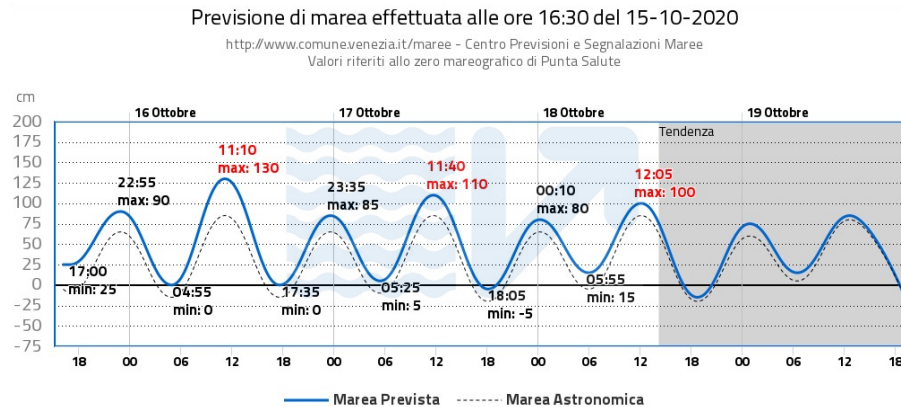 Previsione di marea effettuata alle ore 16:30 del 15-10-2020
http://www.comune.venezia.it/maree - Centro Previsioni e Segnalazioni Maree
Valori riferiti allo zero mareografico di Punta Salute
cm
16 Ottobre
17 Ottobre
18 Ottobre
19 Ottobre
200
175
150
125
100
75
50
25
0
-25
-50
-75
Tendenza
17:00
min: 25
22:55
max: 90
04:55
min: 0
11:10
max: 130
17:35
min: 0
23:35
max: 85
05:25
min: 5
11:40
max: 110
18:05
min: -5
00:10
max: 80
05:55
min: 15
12:05
max: 100
18 00 06 12 18 00 06 12 18 00 06 12 18 00 06 12 18
Marea Prevista Marea Astronomica